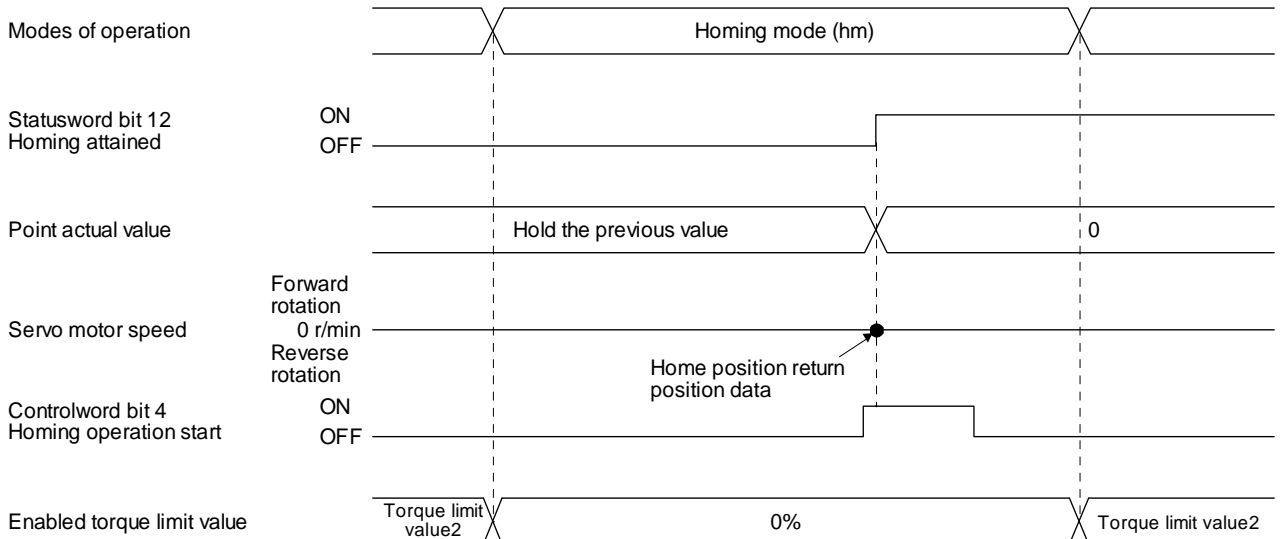 Modes of operation
Homing mode (hm)
Statusword bit 12
Homing attained
ON
OFF
Point actual value
Hold the previous value
0
Servo motor speed
Forward
rotation
0 r/min
Reverse
rotation
Home position return
position data
Controlword bit 4
Homing operation start
ON
OFF
Enabled torque limit value
Torque limit
value2
0%
Torque limit value2